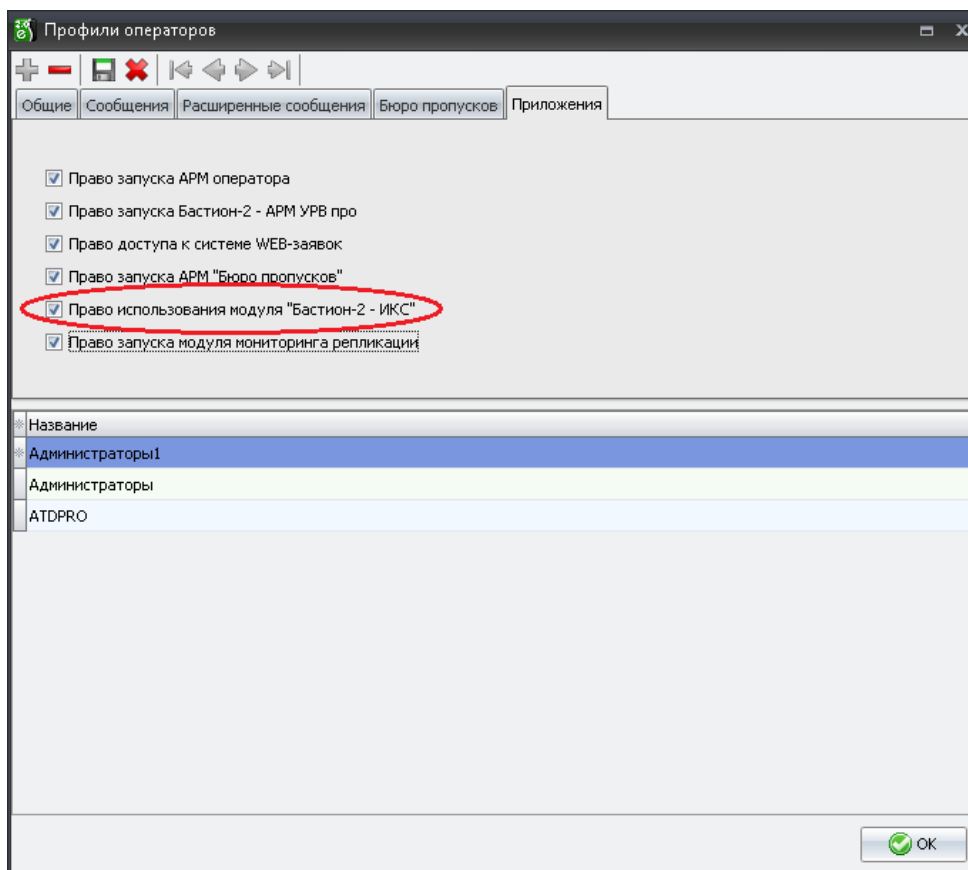 Профили операторов
Общие Сообщения Расширенные сообщения Бюро пропусков Приложения
Право запуска АРМ оператора
Право запуска Бастион-2 - АРМ УРВ про
Право доступа к системе WEB-заявок
Право запуска АРМ "Бюро пропусков"
Право использования модуля "Бастион-2 - ИКС"
Право запуска модуля мониторинга репликации
Название
Администраторы1
Администраторы
ATDPRO
OK